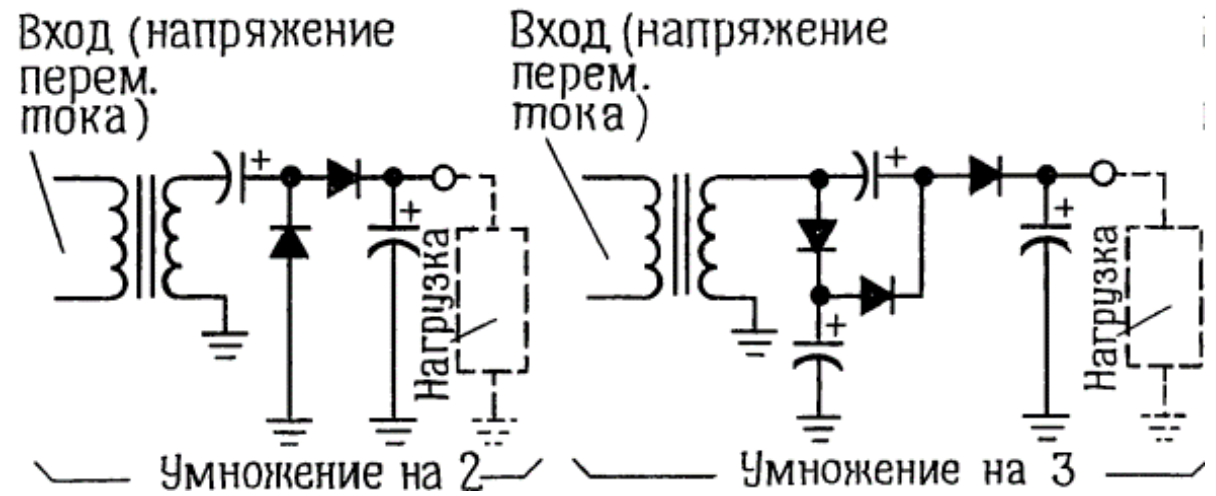 Вход (напряжение
перем.
тока)
+
+
Нагрузка
Умножение на 2
Вход (напряжение
перем.
тока)
+
+
+
Нагрузка
Умножение на 3